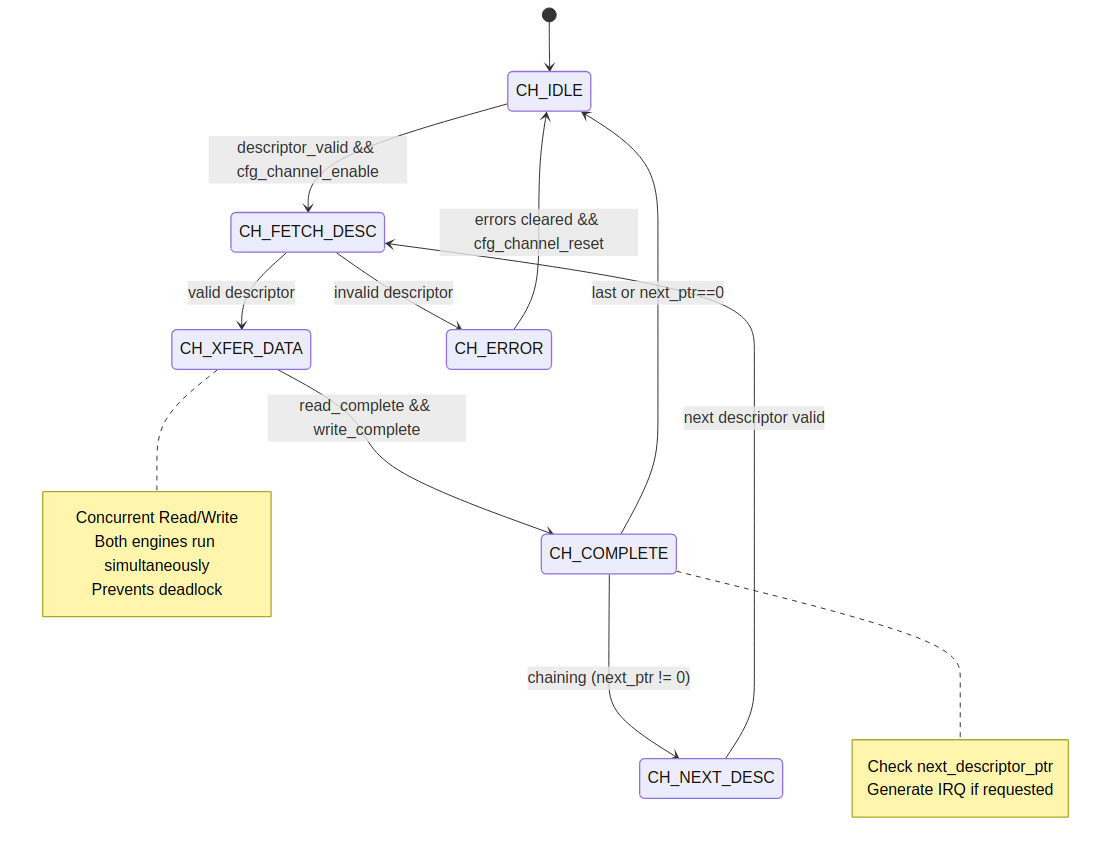 CH_IDLE
descriptor_valid &&
cfg_channel_enable
errors cleared &&
cfg_channel_reset
CH_FETCH_DESC
valid descriptor
invalid descriptor
last or next_ptr==0
CH_XFER_DATA
CH_ERROR
read_complete &&
write_complete
next descriptor valid
Concurrent Read/Write
Both engines run
simultaneously
Prevents deadlock
CH_COMPLETE
chaining (next_ptr != 0)
CH_NEXT_DESC
Check next_descriptor_ptr
Generate IRQ if requested